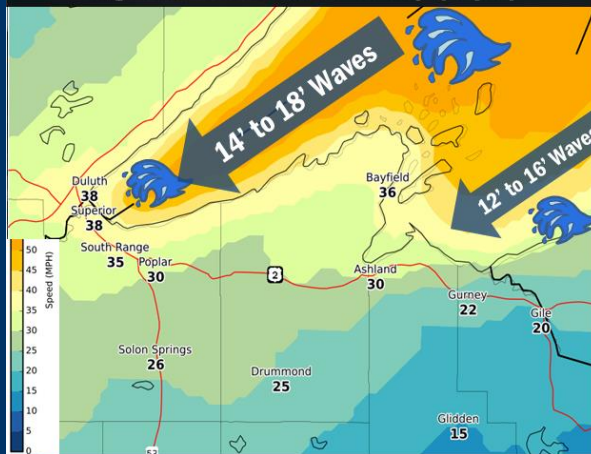 14' to 18' Waves
12' to 16' Waves
Duluth
38
Superior
38
Bayfield
36
South Range
35
Poplar
30
2
Ashland
30
Gurney
22
Gile
20
Solon Springs
26
Drummond
25
Glidden
15
53
Speed (MPH)
50
45
40
35
30
25
20
15
10
5
0